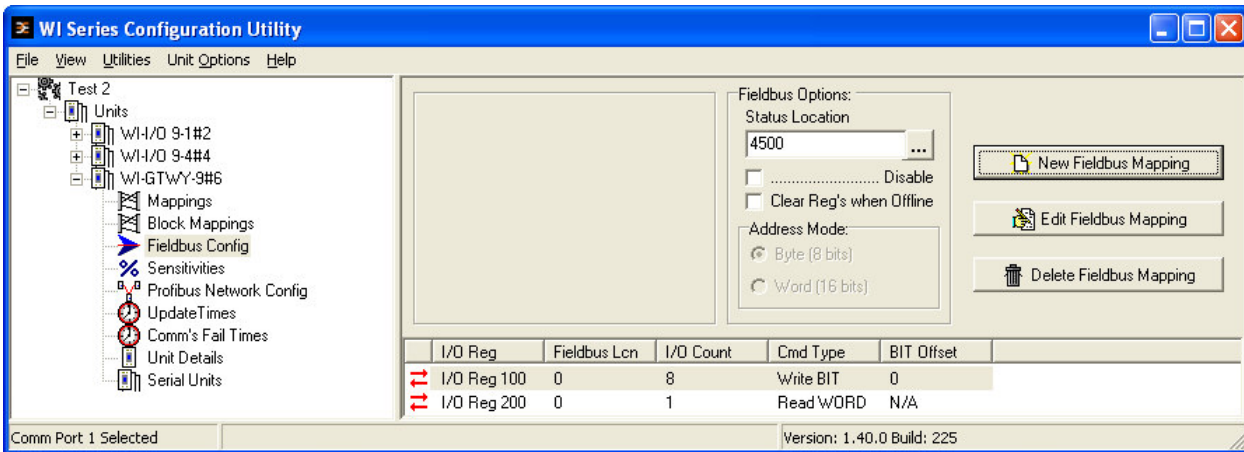 WI Series Configuration Utility
File View Utilities Unit Options Help
Test 2
Units
WI-I/O 9-1#2
WI-I/O 9-4#4
WI-GTWY-9#6
Mappings
Block Mappings
Fieldbus Config
Sensitivities
Profibus Network Config
UpdateTimes
Comm's Fail Times
Unit Details
Serial Units
Fieldbus Options:
Status Location
4500
...
.......................... Disable
Clear Reg's when Offline
Address Mode:
Byte (8 bits)
Word (16 bits)
New Fieldbus Mapping
Edit Fieldbus Mapping
Delete Fieldbus Mapping
I/O Reg Fieldbus Lcn I/O Count Cmd Type BIT Offset
I/O Reg 100 0 8 Write BIT 0
I/O Reg 200 0 1 Read WORD N/A
Comm Port 1 Selected Version: 1.40.0 Build: 225